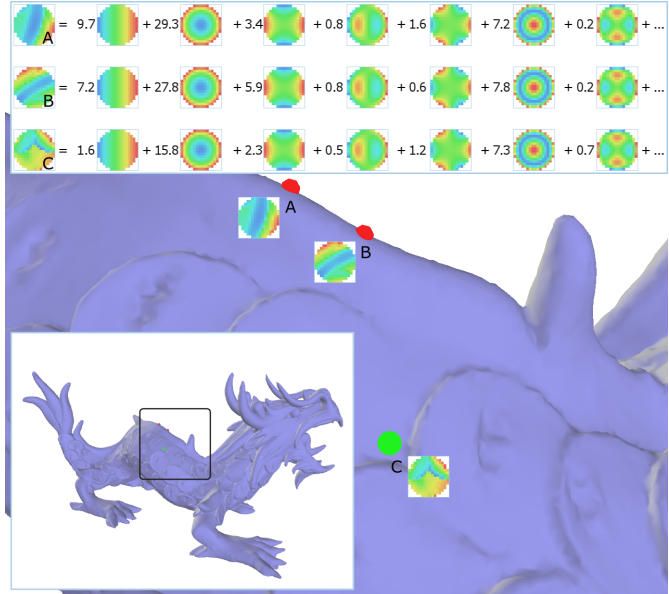 A = 9.7 + 29.3 + 3.4 + 0.8 + 1.6 + 7.2 + 0.2 + ...
B = 7.2 + 27.8 + 5.9 + 0.8 + 0.6 + 7.8 + 0.2 + ...
C = 1.6 + 15.8 + 2.3 + 0.5 + 1.2 + 7.3 + 0.7 + ...
A
B
C